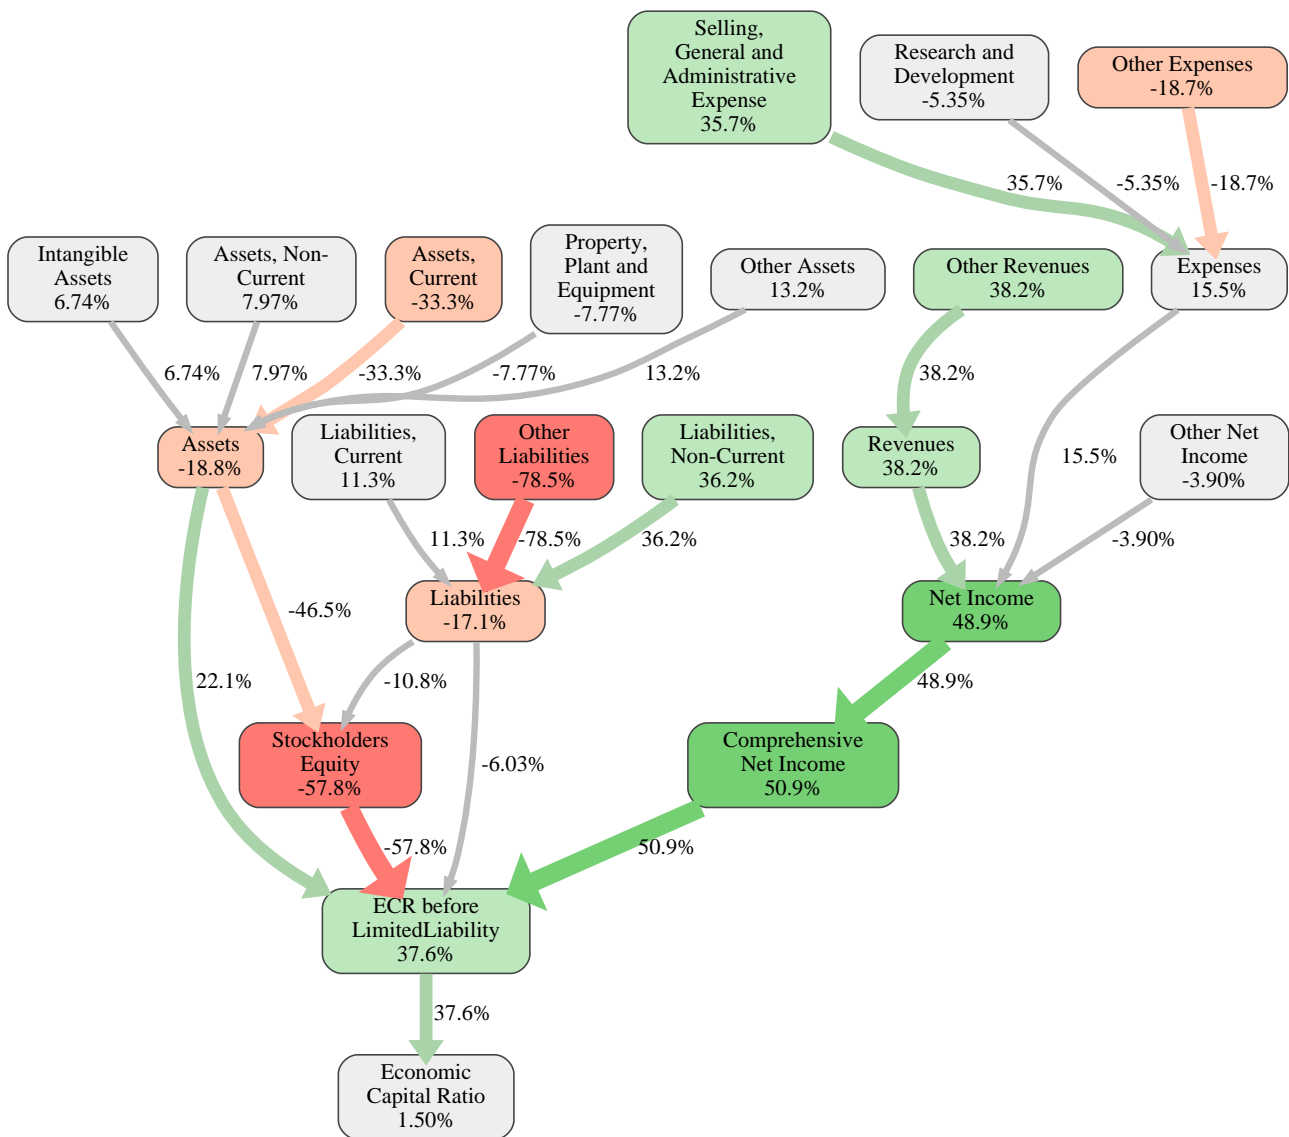 Selling,
General and
Administrative
Expense
35.7%
Research and
Development
-5.35%
Other Expenses
-18.7%
35.7%
-5.35%
-18.7%
Intangible
Assets
6.74%
Assets, Non-
Current
7.97%
Assets,
Current
-33.3%
Property,
Plant and
Equipment
-7.77%
Other Assets
13.2%
Other Revenues
38.2%
Expenses
15.5%
6.74%
7.97%
-33.3%
-7.77%
13.2%
38.2%
Assets
-18.8%
Liabilities,
Current
11.3%
Other
Liabilities
-78.5%
Liabilities,
Non-Current
36.2%
Revenues
38.2%
15.5%
Other Net
Income
-3.90%
11.3%
-78.5%
36.2%
38.2%
-3.90%
-46.5%
Liabilities
-17.1%
Net Income
48.9%
22.1%
-10.8%
48.9%
Stockholders
Equity
-57.8%
-6.03%
Comprehensive
Net Income
50.9%
-57.8%
50.9%
ECR before
LimitedLiability
37.6%
37.6%
Economic
Capital Ratio
1.50%